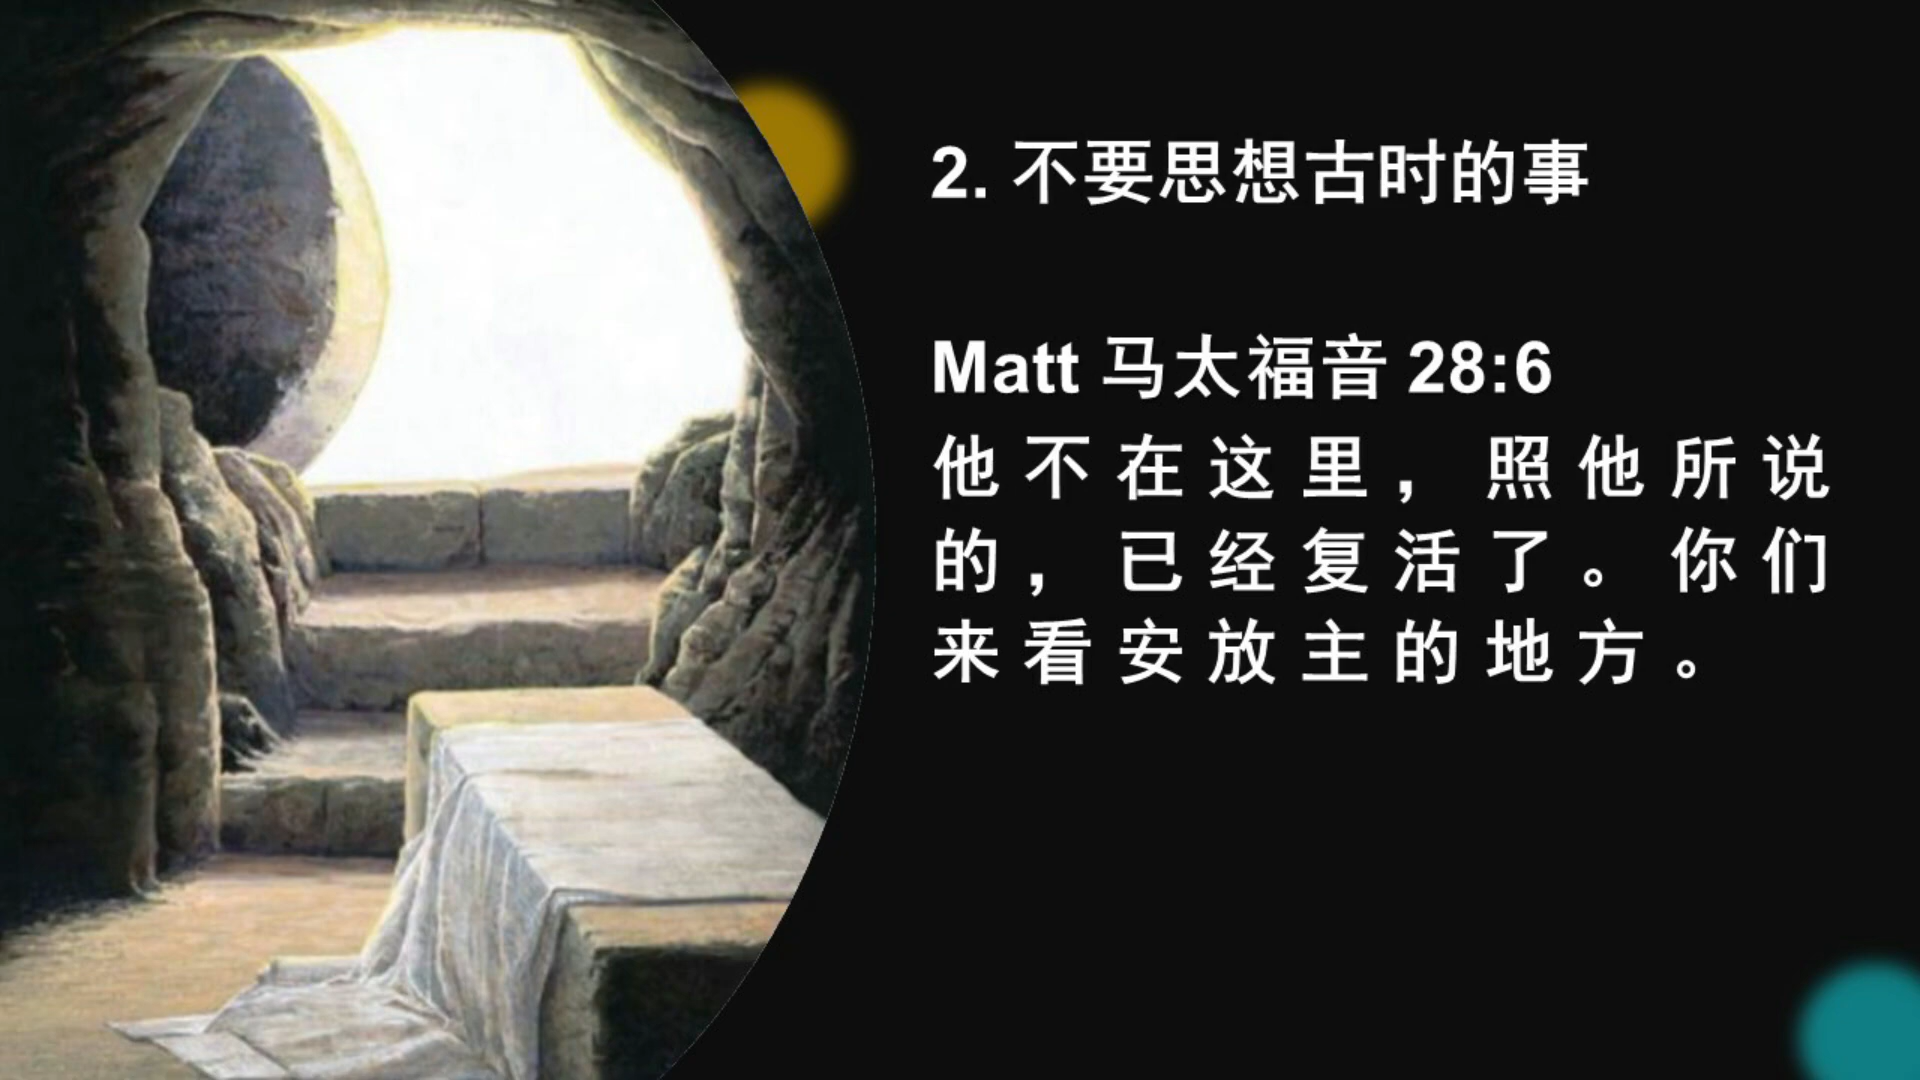 2. 不要思想古时的事
Matt 马太福音 28:6
他不在这里，照他所说
的，已经复活了。你们
来看安放主的地方。